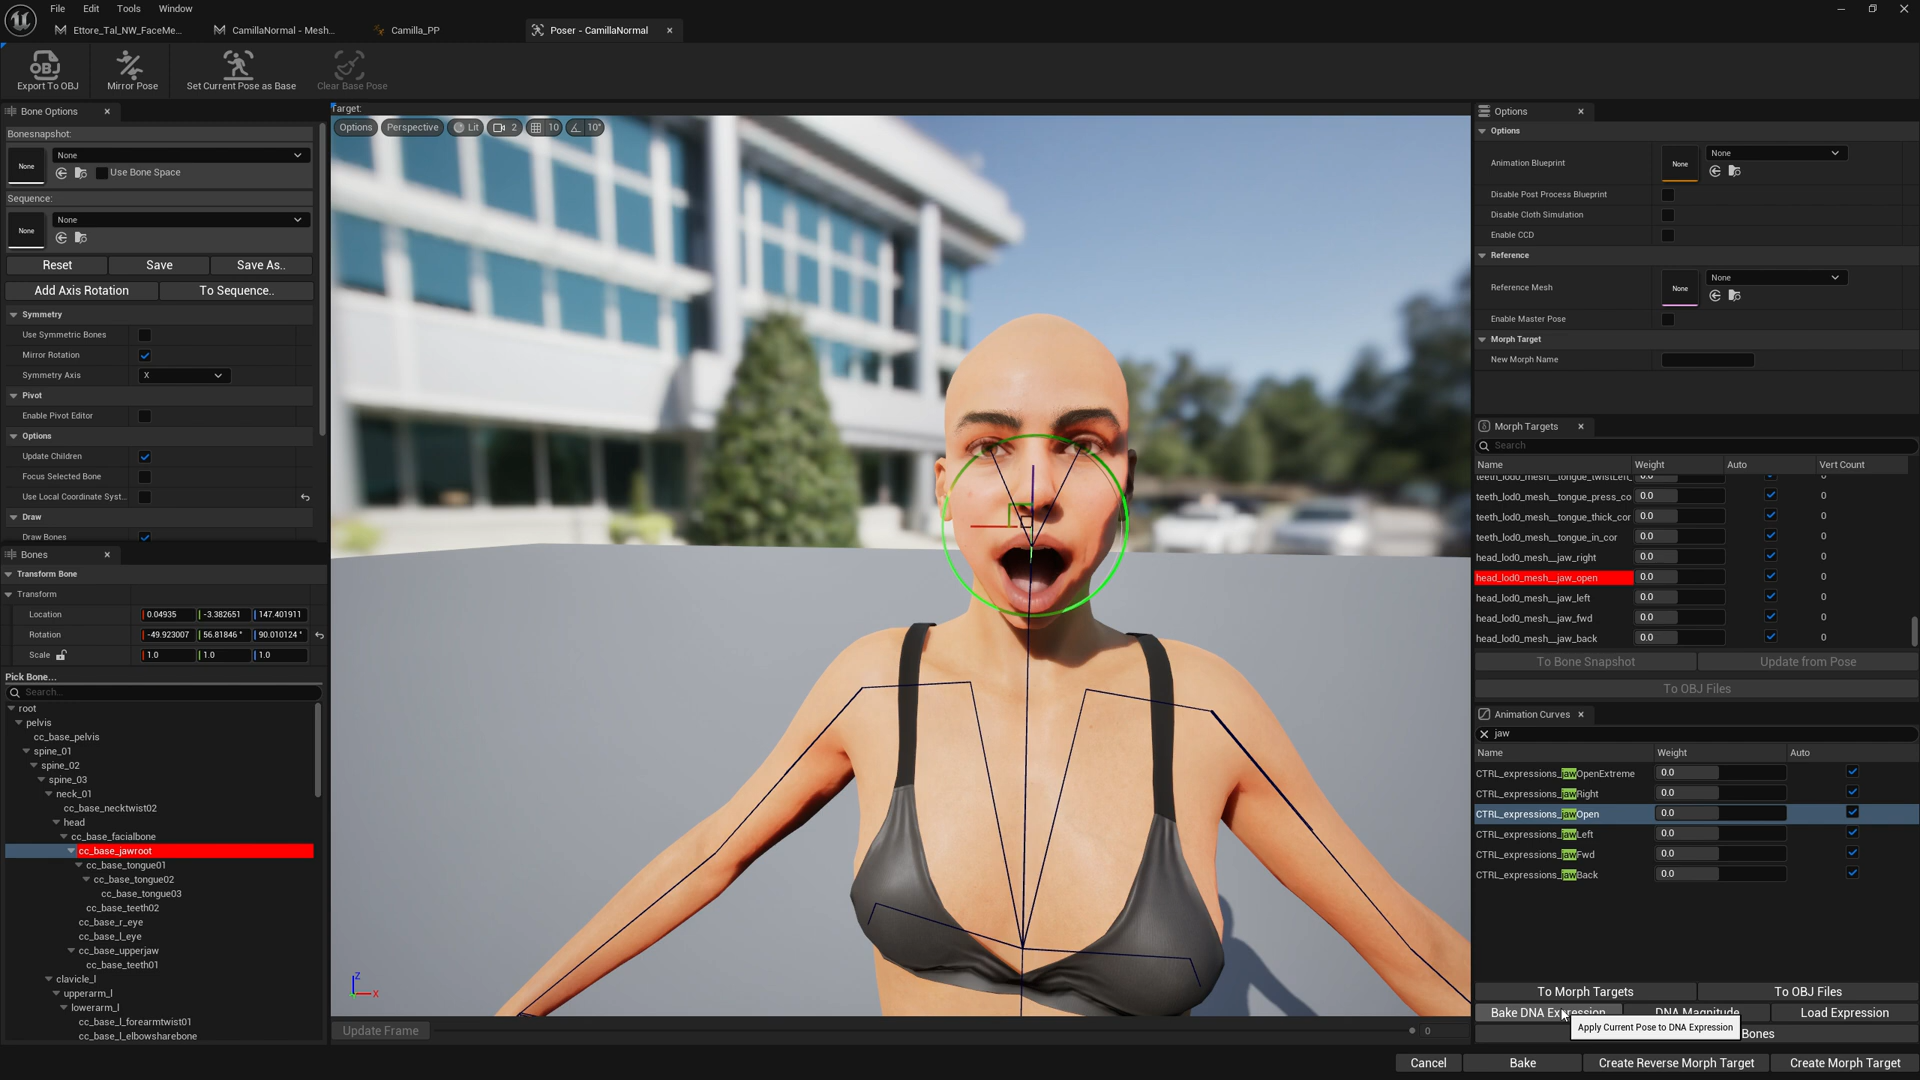 File Edit Tools Window
Ettore_Tal_NW_FaceMe... CamillaNormal - Mesh... Camilla_PP Poser - CamillaNormal
Export To OBJ Mirror Pose Set Current Pose as Base Clear Base Pose
Bone Options
Bonesnapshot:
None None
Use Bone Space
Sequence:
None None
Reset Save Save As..
Add Axis Rotation To Sequence..
Symmetry
Use Symmetric Bones
Mirror Rotation
Symmetry Axis X
Pivot
Enable Pivot Editor
Options
Update Children
Focus Selected Bone
Use Local Coordinate Syst...
Draw
Draw Bones
Bones
Transform Bone
Transform
Location 0.04935 -3.382651 147.401911
Rotation -49.923007 56.81846 ° 90.010124 °
Scale 1.0 1.0 1.0
Pick Bone...
Search...
root
pelvis
cc_base_pelvis
spine_01
spine_02
spine_03
neck_01
cc_base_necktwist02
head
cc_base_facialbone
cc_base_jawroot
cc_base_tongue01
cc_base_tongue02
cc_base_tongue03
cc_base_teeth02
cc_base_r_eye
cc_base_l_eye
cc_base_upperjaw
cc_base_teeth01
clavicle_l
upperarm_l
lowerarm_l
cc_base_l_forearmtwist01
cc_base_l_elbowsharebone
Target:
Options Perspective Lit 2 10 10°
Z
X
Update Frame 0
Options
Options
Animation Blueprint None None
Disable Post Process Blueprint
Disable Cloth Simulation
Enable CCD
Reference
Reference Mesh None None
Enable Master Pose
Morph Target
New Morph Name
Morph Targets
Search
Name Weight Auto Vert Count
teeth_lod0_mesh__tongue_twistLeft_ 0.0 0
teeth_lod0_mesh__tongue_press_co 0.0 0
teeth_lod0_mesh__tongue_thick_cor 0.0 0
teeth_lod0_mesh__tongue_in_cor 0.0 0
head_lod0_mesh__jaw_right 0.0 0
head_lod0_mesh__jaw_open 0.0 0
head_lod0_mesh__jaw_left 0.0 0
head_lod0_mesh__jaw_fwd 0.0 0
head_lod0_mesh__jaw_back 0.0 0
To Bone Snapshot Update from Pose
To OBJ Files
Animation Curves
jaw
Name Weight Auto
CTRL_expressions_jawOpenExtreme 0.0
CTRL_expressions_jawRight 0.0
CTRL_expressions_jawOpen 0.0
CTRL_expressions_jawLeft 0.0
CTRL_expressions_jawFwd 0.0
CTRL_expressions_jawBack 0.0
To Morph Targets To OBJ Files
Bake DNA Expression DNA Magnitude Load Expression
Apply Current Pose to DNA Expression Bones
Cancel Bake Create Reverse Morph Target Create Morph Target